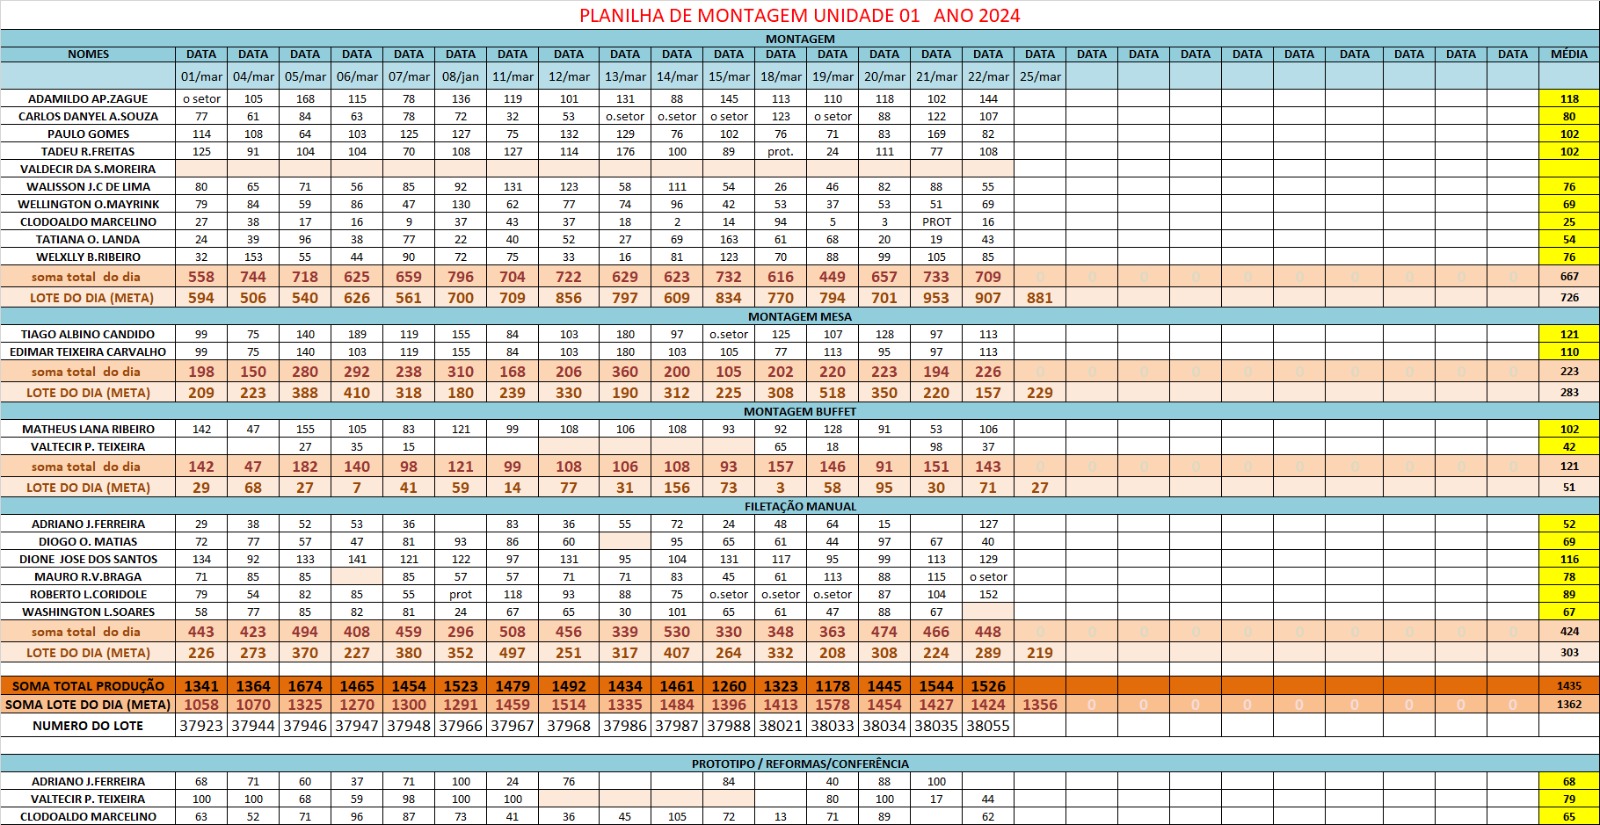 PLANILHA DE MONTAGEM UNIDADE 01 ANO 2024
MONTAGEM
NOMES DATA DATA DATA DATA DATA DATA DATA DATA DATA DATA DATA DATA DATA DATA DATA DATA DATA DATA DATA DATA DATA DATA DATA DATA DATA DATA MÉDIA
01/mar 04/mar 05/mar 06/mar 07/mar 08/jan 11/mar 12/mar 13/mar 14/mar 15/mar 18/mar 19/mar 20/mar 21/mar 22/mar 25/mar
ADAMILDO AP.ZAGUE o setor 105 168 115 78 136 119 101 131 88 145 113 110 118 102 144 118
CARLOS DANYEL A.SOUZA 77 61 84 63 78 72 32 53 o.setor o.setor o setor 123 o setor 88 122 107 80
PAULO GOMES 114 108 64 103 125 127 75 132 129 76 102 76 71 83 169 82 102
TADEU R.FREITAS 125 91 104 104 70 108 127 114 176 100 89 prot. 24 111 77 108 102
VALDECIR DA S.MOREIRA
WALISSON J.C DE LIMA 80 65 71 56 85 92 131 123 58 111 54 26 46 82 88 55 76
WELLINGTON O.MAYRINK 79 84 59 86 47 130 62 77 74 96 42 53 37 53 51 69 69
CLODOALDO MARCELINO 27 38 17 16 9 37 43 37 18 2 14 94 5 3 PROT 16 25
TATIANA O. LANDA 24 39 96 38 77 22 40 52 27 69 163 61 68 20 19 43 54
WELXLLY B.RIBEIRO 32 153 55 44 90 72 75 33 16 81 123 70 88 99 105 85 76
soma total do dia 558 744 718 625 659 796 704 722 629 623 732 616 449 657 733 709 0 0 0 0 0 0 0 0 0 0 667
LOTE DO DIA (META) 594 506 540 626 561 700 709 856 797 609 834 770 794 701 953 907 881 726
MONTAGEM MESA
TIAGO ALBINO CANDIDO 99 75 140 189 119 155 84 103 180 97 o.setor 125 107 128 97 113 121
EDIMAR TEIXEIRA CARVALHO 99 75 140 103 119 155 84 103 180 103 105 77 113 95 97 113 110
soma total do dia 198 150 280 292 238 310 168 206 360 200 105 202 220 223 194 226 0 0 0 0 0 0 0 0 0 0 223
LOTE DO DIA (META) 209 223 388 410 318 180 239 330 190 312 225 308 518 350 220 157 229 283
MONTAGEM BUFFET
MATHEUS LANA RIBEIRO 142 47 155 105 83 121 99 108 106 108 93 92 128 91 53 106 102
VALTECIR P. TEIXEIRA 27 35 15 65 18 98 37 42
soma total do dia 142 47 182 140 98 121 99 108 106 108 93 157 146 91 151 143 0 0 0 0 0 0 0 0 0 0 121
LOTE DO DIA (META) 29 68 27 7 41 59 14 77 31 156 73 3 58 95 30 71 27 51
FILETAÇÃO MANUAL
ADRIANO J.FERREIRA 29 38 52 53 36 83 36 55 72 24 48 64 15 127 52
DIOGO O. MATIAS 72 77 57 47 81 93 86 60 95 65 61 44 97 67 40 69
DIONE JOSE DOS SANTOS 134 92 133 141 121 122 97 131 95 104 131 117 95 99 113 129 116
MAURO R.V.BRAGA 71 85 85 85 57 57 71 71 83 45 61 113 88 115 o setor 78
ROBERTO L.CORIDOLE 79 54 82 85 55 prot 118 93 88 75 o.setor o.setor o.setor 87 104 152 89
WASHINGTON L.SOARES 58 77 85 82 81 24 67 65 30 101 65 61 47 88 67 67
soma total do dia 443 423 494 408 459 296 508 456 339 530 330 348 363 474 466 448 0 0 0 0 0 0 0 0 0 0 424
LOTE DO DIA (META) 226 273 370 227 380 352 497 251 317 407 264 332 208 308 224 289 219 303
SOMA TOTAL PRODUÇÃO 1341 1364 1674 1465 1454 1523 1479 1492 1434 1461 1260 1323 1178 1445 1544 1526 1435
SOMA LOTE DO DIA (META) 1058 1070 1325 1270 1300 1291 1459 1514 1335 1484 1396 1413 1578 1454 1427 1424 1356 0 0 0 0 0 0 0 0 0 1362
NUMERO DO LOTE 37923 37944 37946 37947 37948 37966 37967 37968 37986 37987 37988 38021 38033 38034 38035 38055
PROTOTIPO / REFORMAS/CONFERÊNCIA
ADRIANO J.FERREIRA 68 71 60 37 71 100 24 76 84 40 88 100 68
VALTECIR P. TEIXEIRA 100 100 68 59 98 100 100 80 100 17 44 79
CLODOALDO MARCELINO 63 52 71 96 87 73 41 36 45 105 72 13 71 89 62 65